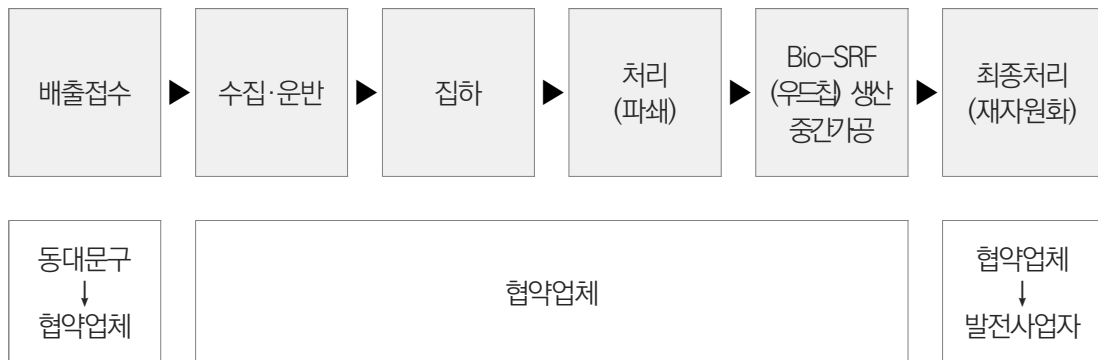 배출접수 ▶ 수집·운반 ▶ 집하 ▶ 처리 (파쇄) ▶ Bio-SRF (우드칩) 생산 중간가공 ▶ 최종처리 (재자원화)
동대문구
↓
협약업체
협약업체
협약업체
↓
발전사업자